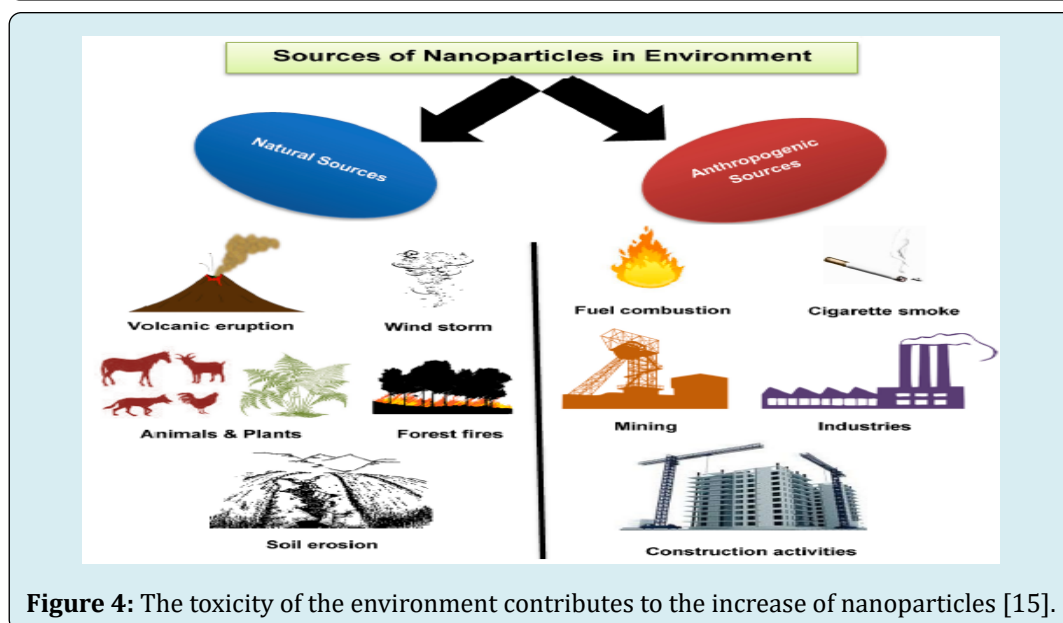 Sources of Nanoparticles in Environment
Natural Sources
Anthropogenic
Sources
Volcanic eruption
Wind storm
Animals & Plants
Forest fires
Soil erosion
Fuel combustion
Cigarette smoke
Mining
Industries
Construction activities
Figure 4: The toxicity of the environment contributes to the increase of nanoparticles [15].